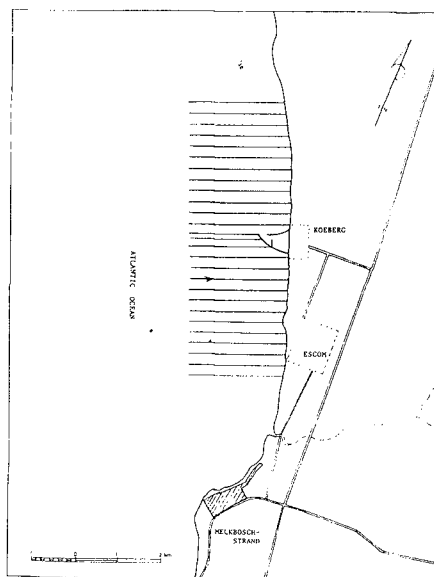 KOEBERG
ATLANTIC OCEAN
ESCOM
MELKBOSCH-
STRAND
0 1 2 km